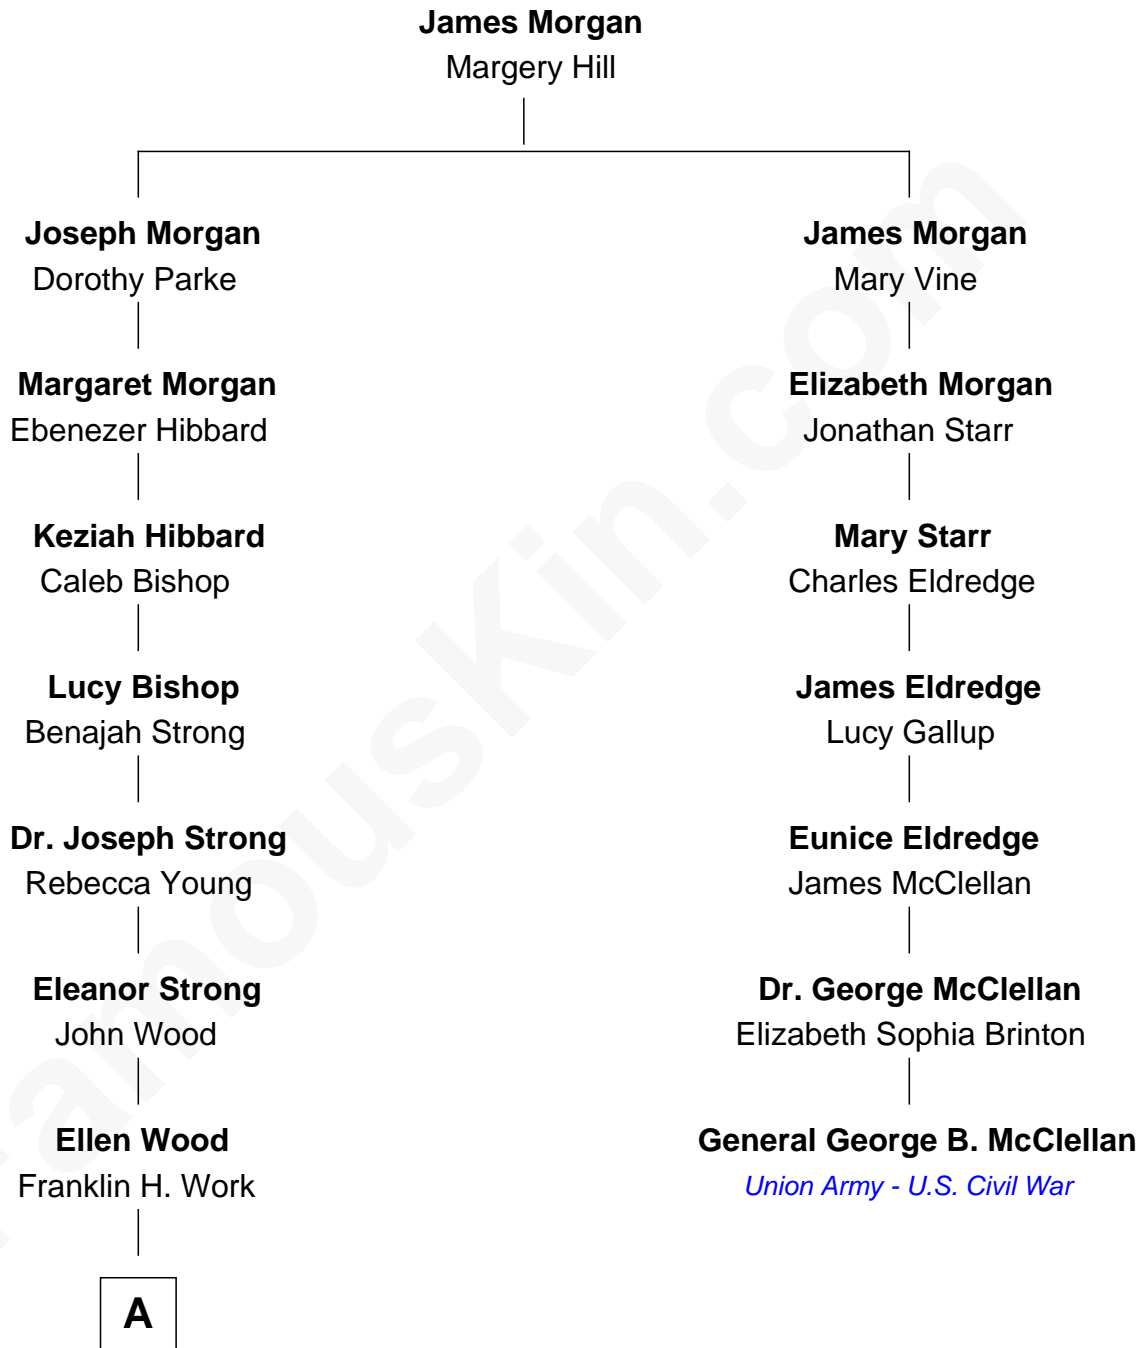 James Morgan
Margery Hill
Joseph Morgan
Dorothy Parke
James Morgan
Mary Vine
Margaret Morgan
Ebenezer Hibbard
Elizabeth Morgan
Jonathan Starr
Keziah Hibbard
Caleb Bishop
Mary Starr
Charles Eldredge
Lucy Bishop
Benajah Strong
James Eldredge
Lucy Gallup
Dr. Joseph Strong
Rebecca Young
Eunice Eldredge
James McClellan
Eleanor Strong
John Wood
Dr. George McClellan
Elizabeth Sophia Brinton
Ellen Wood
Franklin H. Work
General George B. McClellan
Union Army - U.S. Civil War
A
FamousKin.com